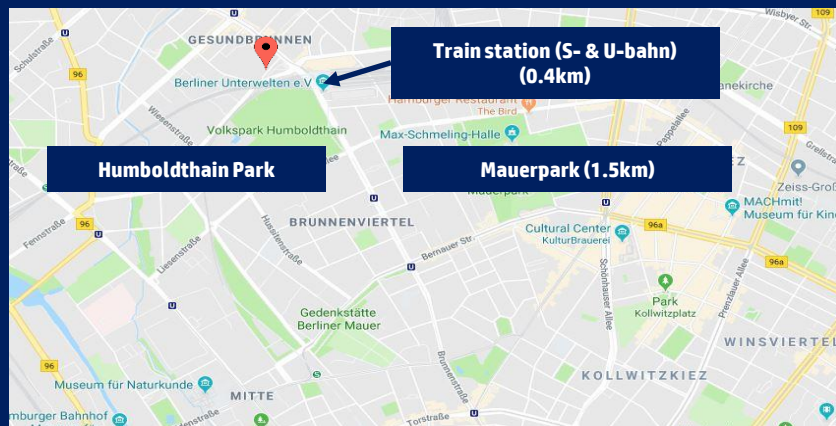 Wisbyer Str.
109
GESUNDBRUNNEN
Schulstraße
96
Train station (S- & U-bahn)
(0.4km)
Berliner Unterwelten e.V
Hamburger Restaurant
The Bird
Wiesenstraße
Volkspark Humboldthain
Max-Schmeling-Halle
Pappelallee
109
Humboldthain Park
Mauerpark (1.5km)
Mauerpark
Zeiss-Groß
MACHmit!
Museum für Kin
BRUNNENVIERTEL
Hussitenstraße
Fennstraße
96
Liesenstraße
Cultural Center
KulturBrauerei
96a
Bernauer Str.
96a
Schönhauser Allee
Prenzlauer Allee
Park
Kollwitzplatz
Gedenkstätte
Berliner Mauer
WINSVIERTEL
96
Brunnenstraße
KOLLWITZKIEZ
Museum für Naturkunde
MITTE
mburger Bahnhof
Torstraße